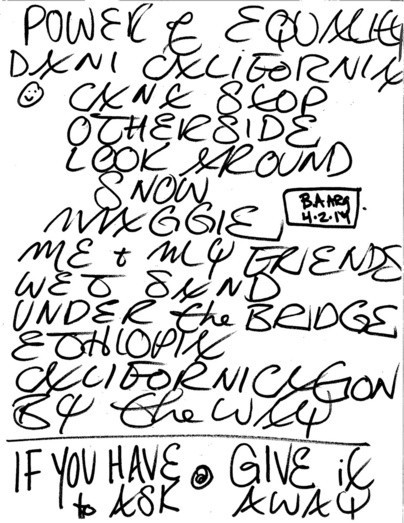 POWER & EQUALITY
DANI CALIFORNIA
CAN'T STOP
OTHERSIDE
LOOK AROUND
SNOW
MAGGIE
B.A ARG
4.2.14
ME + MY FRIENDS
WET SAND
UNDER the BRIDGE
ETHIOPIA
CALIFORNICATION
BY the WAY
IF YOU HAVE GIVE it
to ASK AWAY